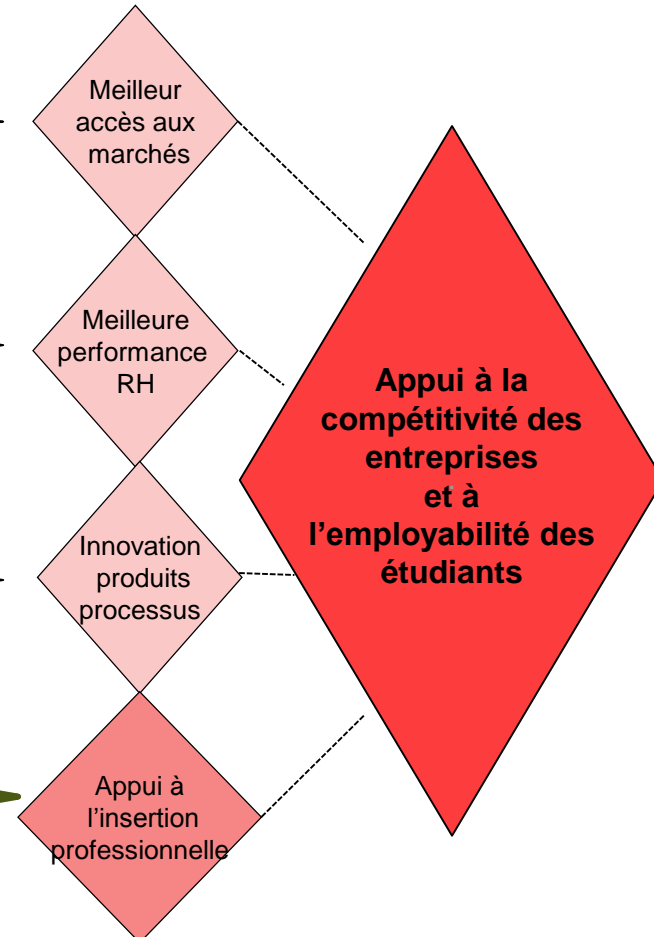 Meilleur
accès aux
marchés
Meilleure
performance
RH
Innovation
produits
processus
Appui à
l’insertion
professionnelle
Appui à la
compétitivité des
entreprises
et à
l’employabilité des
étudiants